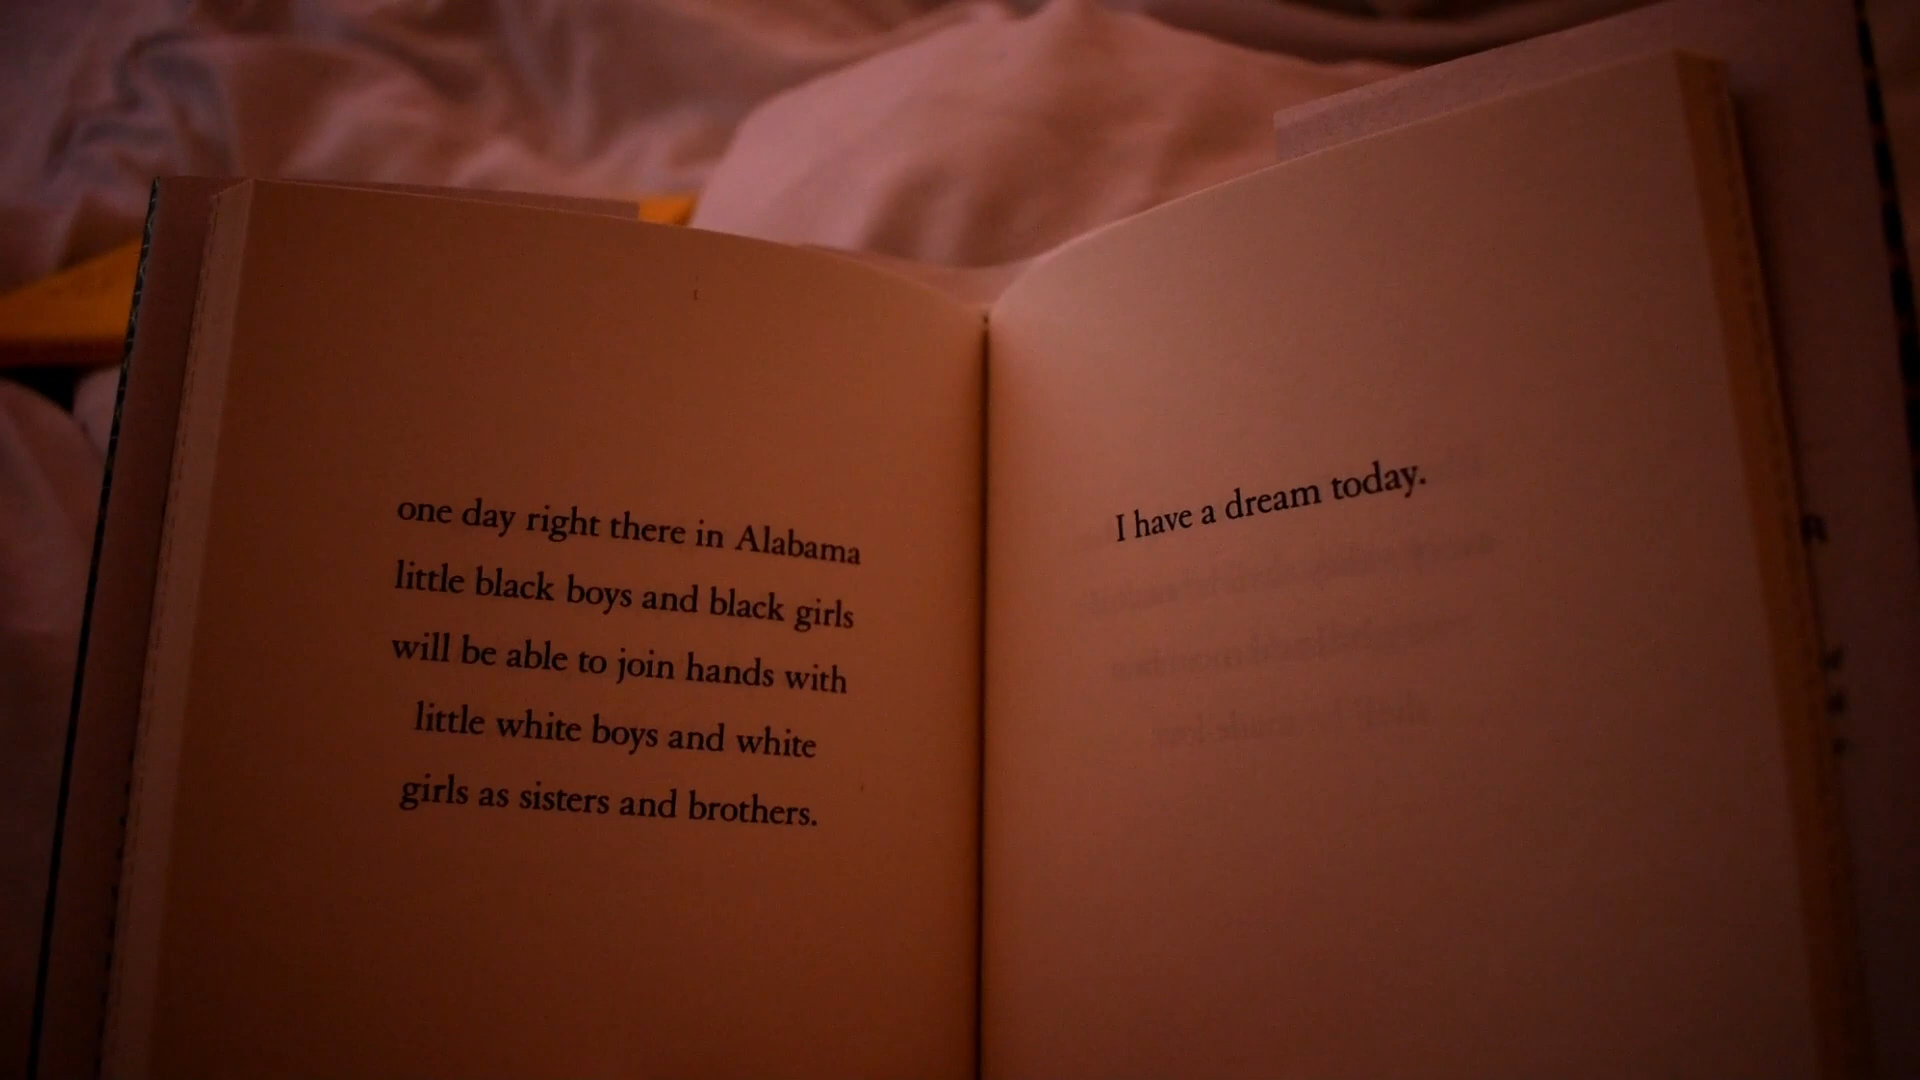 one day right there in Alabama
little black boys and black girls
will be able to join hands with
little white boys and white
girls as sisters and brothers.
I have a dream today.